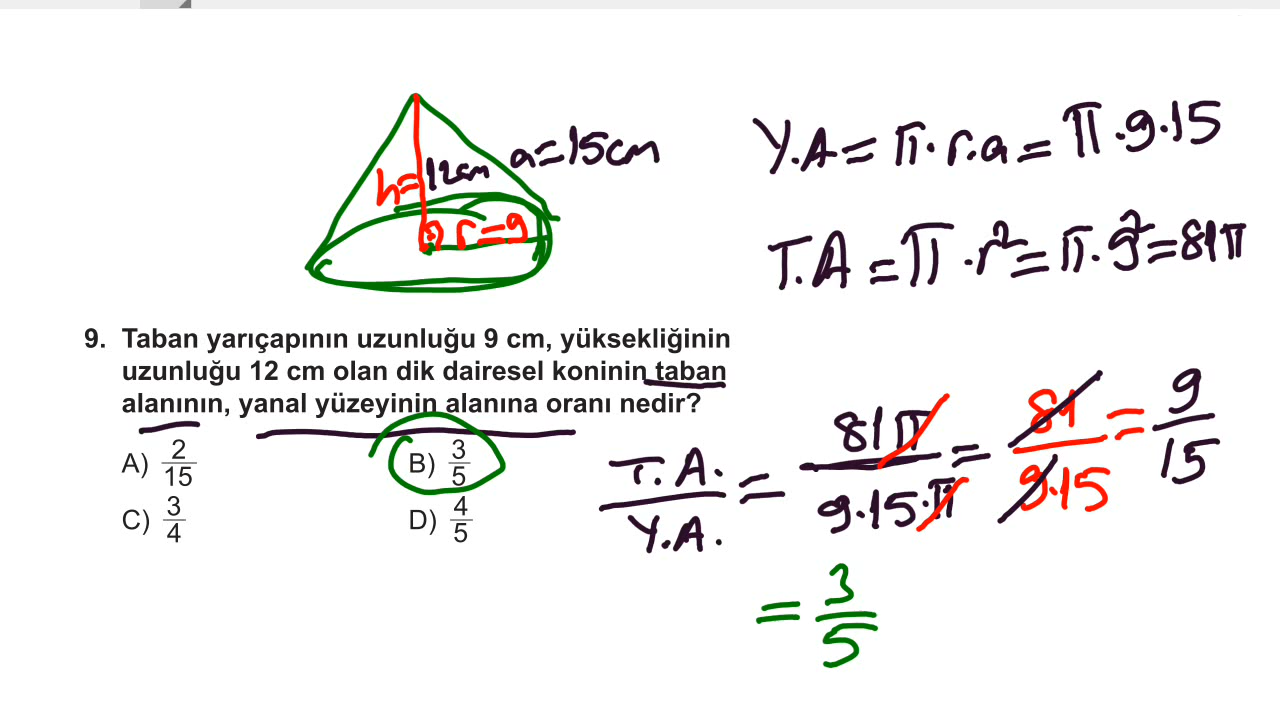 h=12cm
a=15cm
r=9
Y.A=π.r.a=π.9.15
T.A=π.r²=π.9²=81π
9. Taban yarıçapının uzunluğu 9 cm, yüksekliğinin
uzunluğu 12 cm olan dik dairesel koninin taban
alanının, yanal yüzeyinin alanına oranı nedir?
A) 2/15 B) 3/5
C) 3/4 D) 4/5
T.A./Y.A. = 81π/9.15.π = 81/9.15 = 9/15
= 3/5